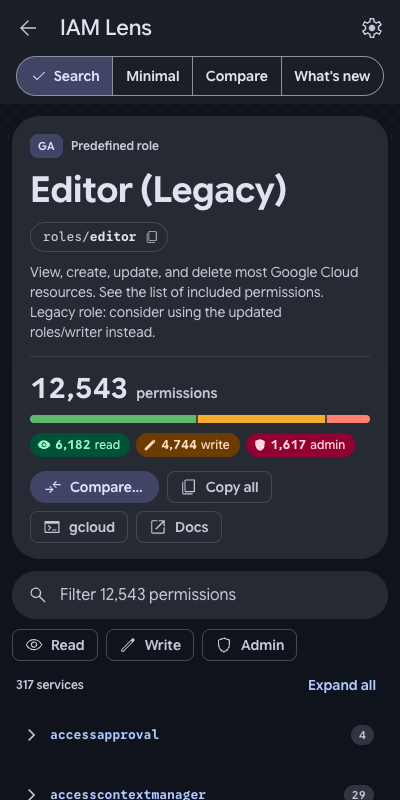 IAM Lens
Search
Minimal
Compare
What's new
GA
Predefined role
Editor (Legacy)
roles/editor
View, create, update, and delete most Google Cloud
resources. See the list of included permissions.
Legacy role: consider using the updated
roles/writer instead.
12,543 permissions
6,182 read
4,744 write
1,617 admin
Compare...
Copy all
gcloud
Docs
Filter 12,543 permissions
Read
Write
Admin
317 services
Expand all
accessapproval
4
accesscontextmanager
29